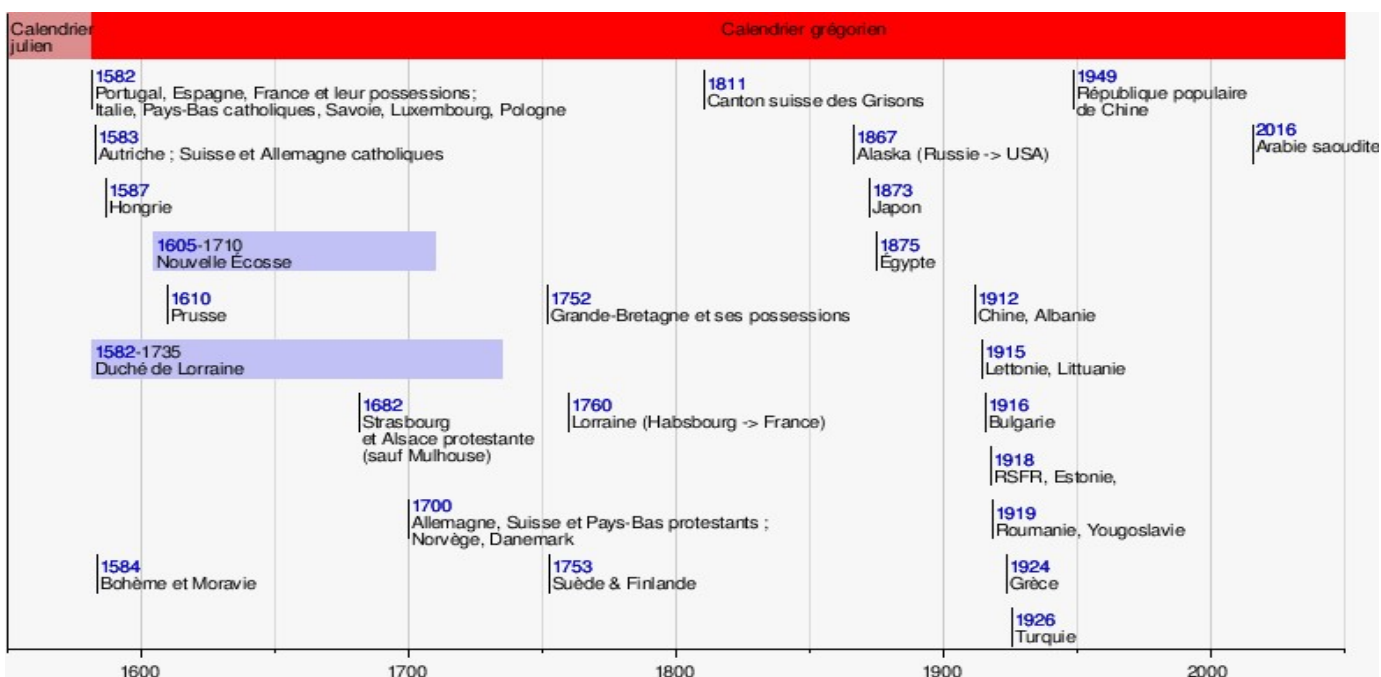 Calendrier
julien
Calendrier grégorien
1582
Portugal, Espagne, France et leur possessions;
Italie, Pays-Bas catholiques, Savoie, Luxembourg, Pologne
1811
Canton suisse des Grisons
1949
République populaire
de Chine
1583
Autriche ; Suisse et Allemagne catholiques
1867
Alaska (Russie -> USA)
2016
Arabie saoudite
1587
Hongrie
1873
Japon
1605-1710
Nouvelle Écosse
1875
Égypte
1610
Prusse
1752
Grande-Bretagne et ses possessions
1912
Chine, Albanie
1582-1735
Duché de Lorraine
1915
Lettonie, Littuanie
1682
Strasbourg
et Alsace protestante
(sauf Mulhouse)
1760
Lorraine (Habsbourg -> France)
1916
Bulgarie
1918
RSFR, Estonie,
1700
Allemagne, Suisse et Pays-Bas protestants ;
Norvège, Danemark
1919
Roumanie, Yougoslavie
1584
Bohème et Moravie
1753
Suède & Finlande
1924
Grèce
1926
Turquie
1600 1700 1800 1900 2000